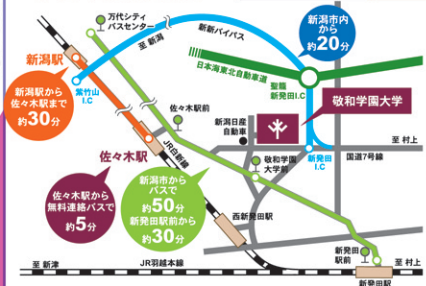 万代シティ
バスセンター
至 新潟
新新バイパス
新潟市内
から
約20分
新潟駅
紫竹山
I.C
日本海東北自動車道
聖籠
新発田I.C
新潟駅から
佐々木駅まで
約30分
佐々木駅前
新潟日産
自動車
敬和学園大学
至 村上
新発田
I.C
国道7号線
佐々木駅
JR白新線
敬和学園
大学前
佐々木駅から
無料連絡バスで
約5分
新潟市から
バスで
約50分
新発田駅前から
約30分
西新発田駅
新発田
駅前
至 新津
JR羽越本線
至 村上
新発田駅